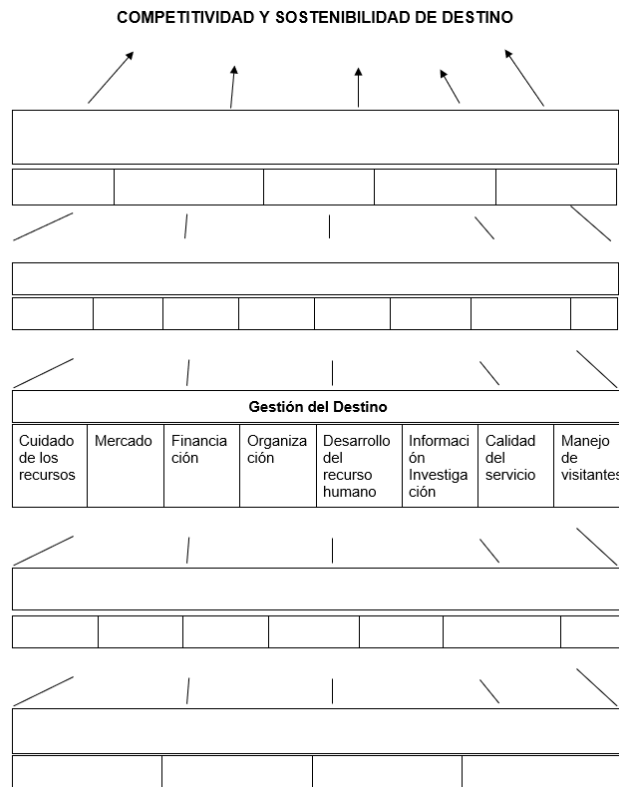 COMPETITIVIDAD Y SOSTENIBILIDAD DE DESTINO
Gestión del Destino
Cuidado
de los
recursos
Mercado
Financia
ción
Organiza
ción
Desarrollo
del
recurso
humano
Informaci
ón
Investiga
ción
Calidad
del
servicio
Manejo
de
visitantes